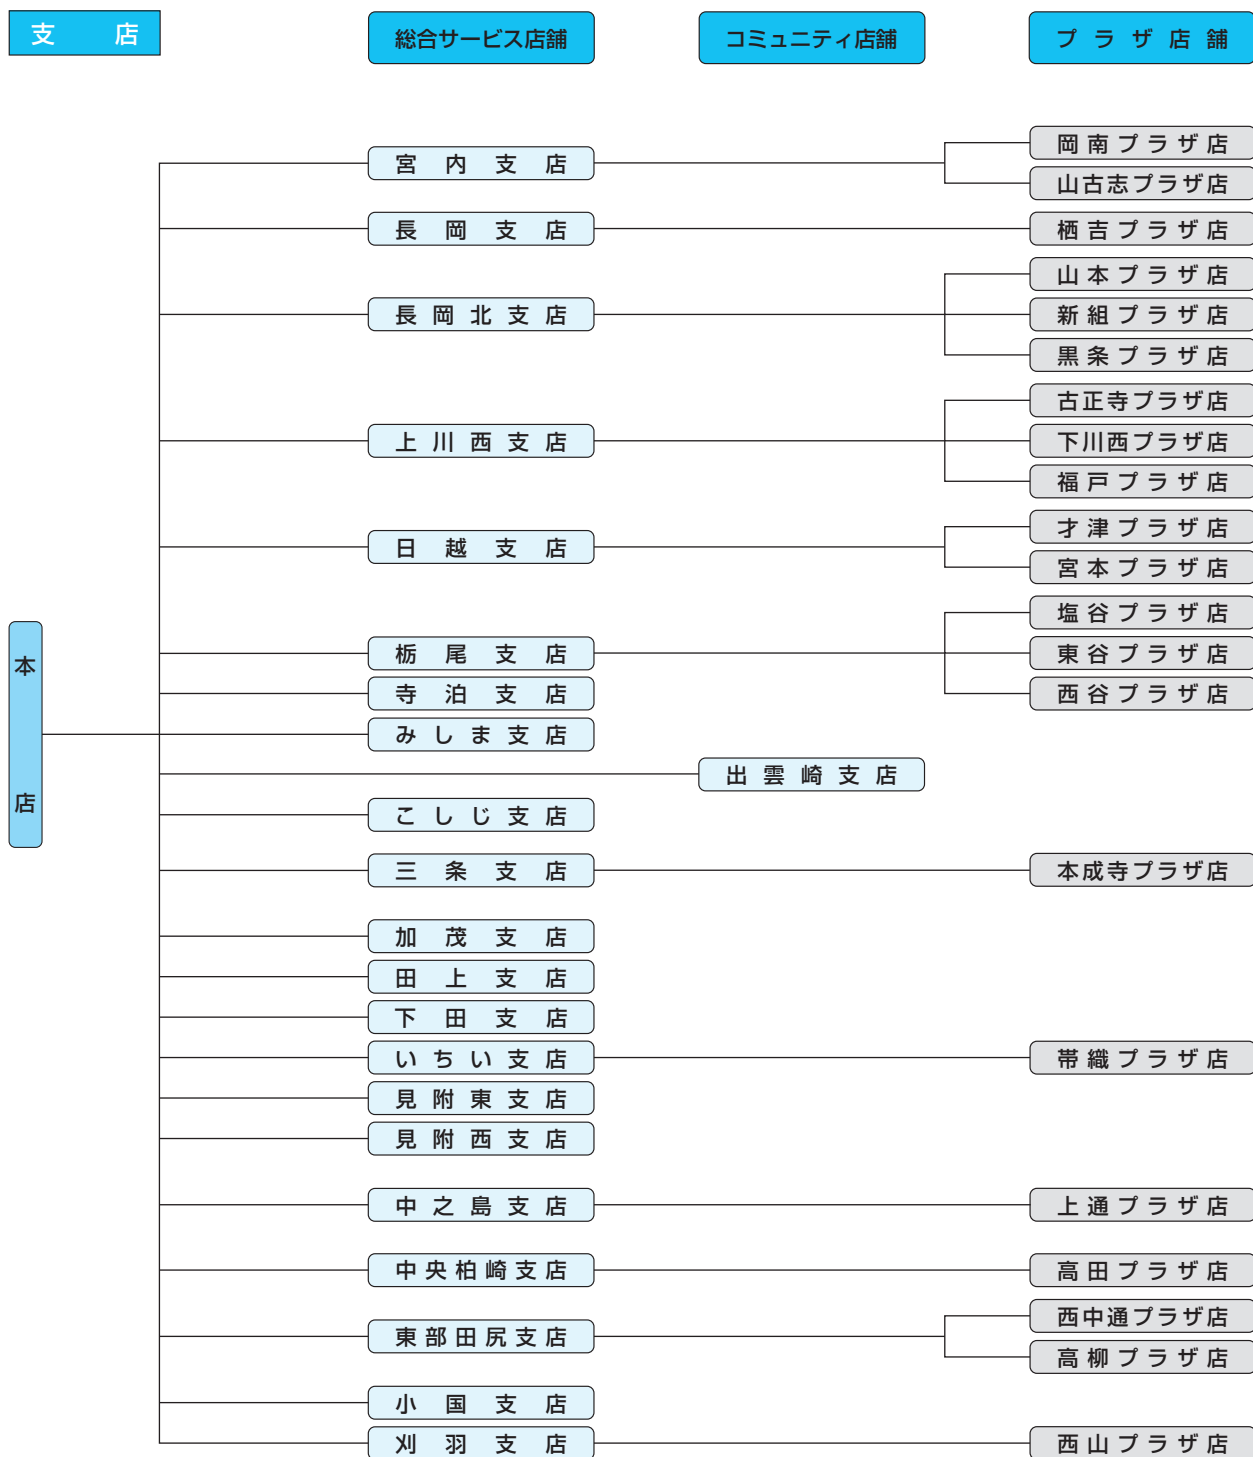 支店
総合サービス店舗
コミュニティ店舗
プラザ店舗
本店
宮内支店
岡南プラザ店
山古志プラザ店
長岡支店
栖吉プラザ店
長岡北支店
山本プラザ店
新組プラザ店
黒条プラザ店
上川西支店
古正寺プラザ店
下川西プラザ店
福戸プラザ店
日越支店
才津プラザ店
宮本プラザ店
栃尾支店
塩谷プラザ店
東谷プラザ店
西谷プラザ店
寺泊支店
みしま支店
出雲崎支店
こしじ支店
三条支店
本成寺プラザ店
加茂支店
田上支店
下田支店
いちい支店
帯織プラザ店
見附東支店
見附西支店
中之島支店
上通プラザ店
中央柏崎支店
高田プラザ店
東部田尻支店
西中通プラザ店
高柳プラザ店
小国支店
刈羽支店
西山プラザ店